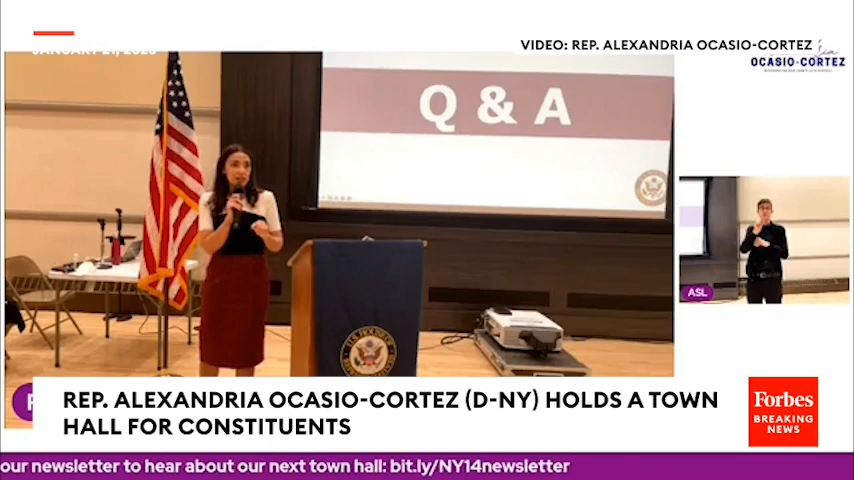 VIDEO: REP. ALEXANDRIA OCASIO-CORTEZ
OCASIO-CORTEZ
Q & A
ASL
REP. ALEXANDRIA OCASIO-CORTEZ (D-NY) HOLDS A TOWN
HALL FOR CONSTITUENTS
Forbes
BREAKING
NEWS
our newsletter to hear about our next town hall: bit.ly/NY14newsletter